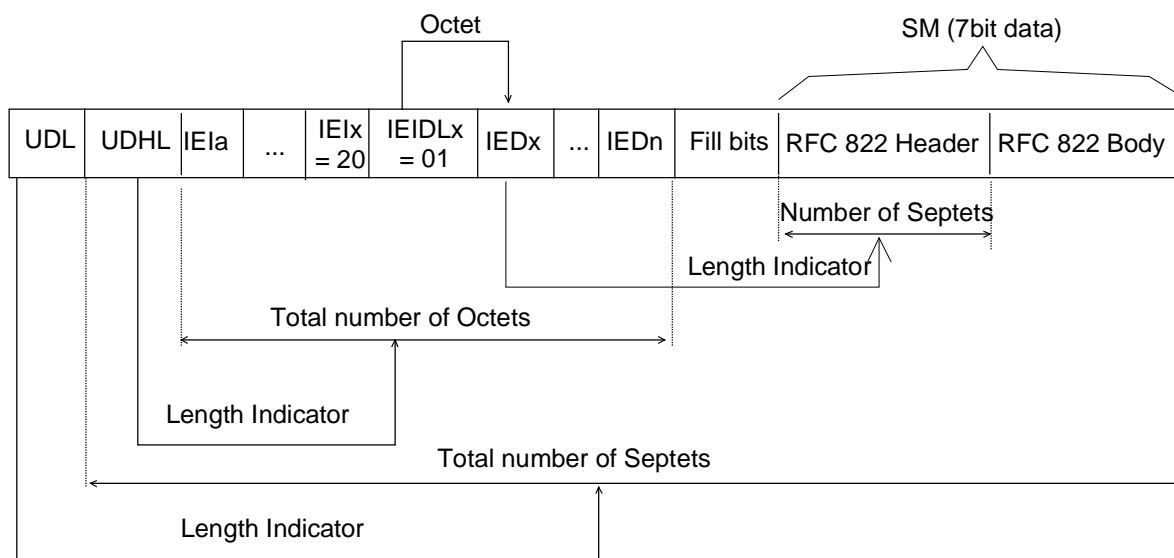 Octet
SM (7bit data)
UDL UDHL IEIa ... IEIx = 20 IEIDLx = 01 IEDx ... IEDn Fill bits RFC 822 Header RFC 822 Body
Number of Septets
Length Indicator
Total number of Octets
Length Indicator
Total number of Septets
Length Indicator